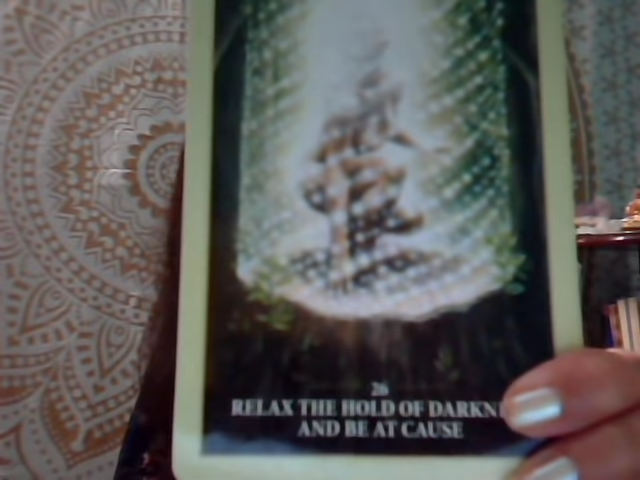 26
RELAX THE HOLD OF
AND BE AT CAUSE